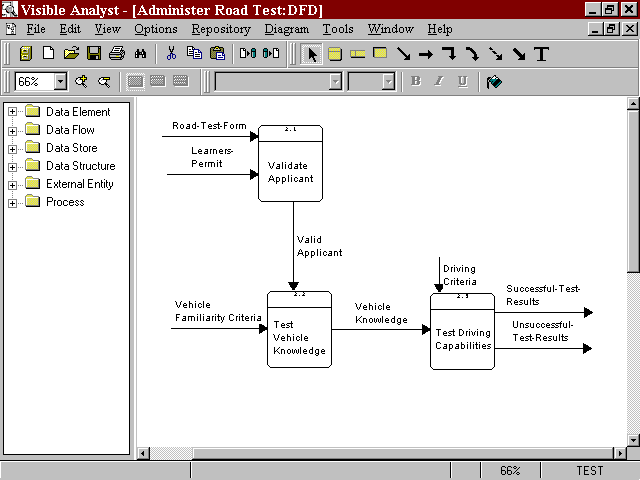 Visible Analyst - [Administer Road Test:DFD]
File Edit View Options Repository Diagram Tools Window Help
T
66%
B I U
Data Element
Data Flow
Data Store
Data Structure
External Entity
Process
Road-Test-Form
Learners-
Permit
2.1
Validate
Applicant
Valid
Applicant
Vehicle
Familiarity Criteria
2.2
Test
Vehicle
Knowledge
Vehicle
Knowledge
Driving
Criteria
2.3
Test Driving
Capabilities
Successful-Test-
Results
Unsuccessful-
Test-Results
66% TEST